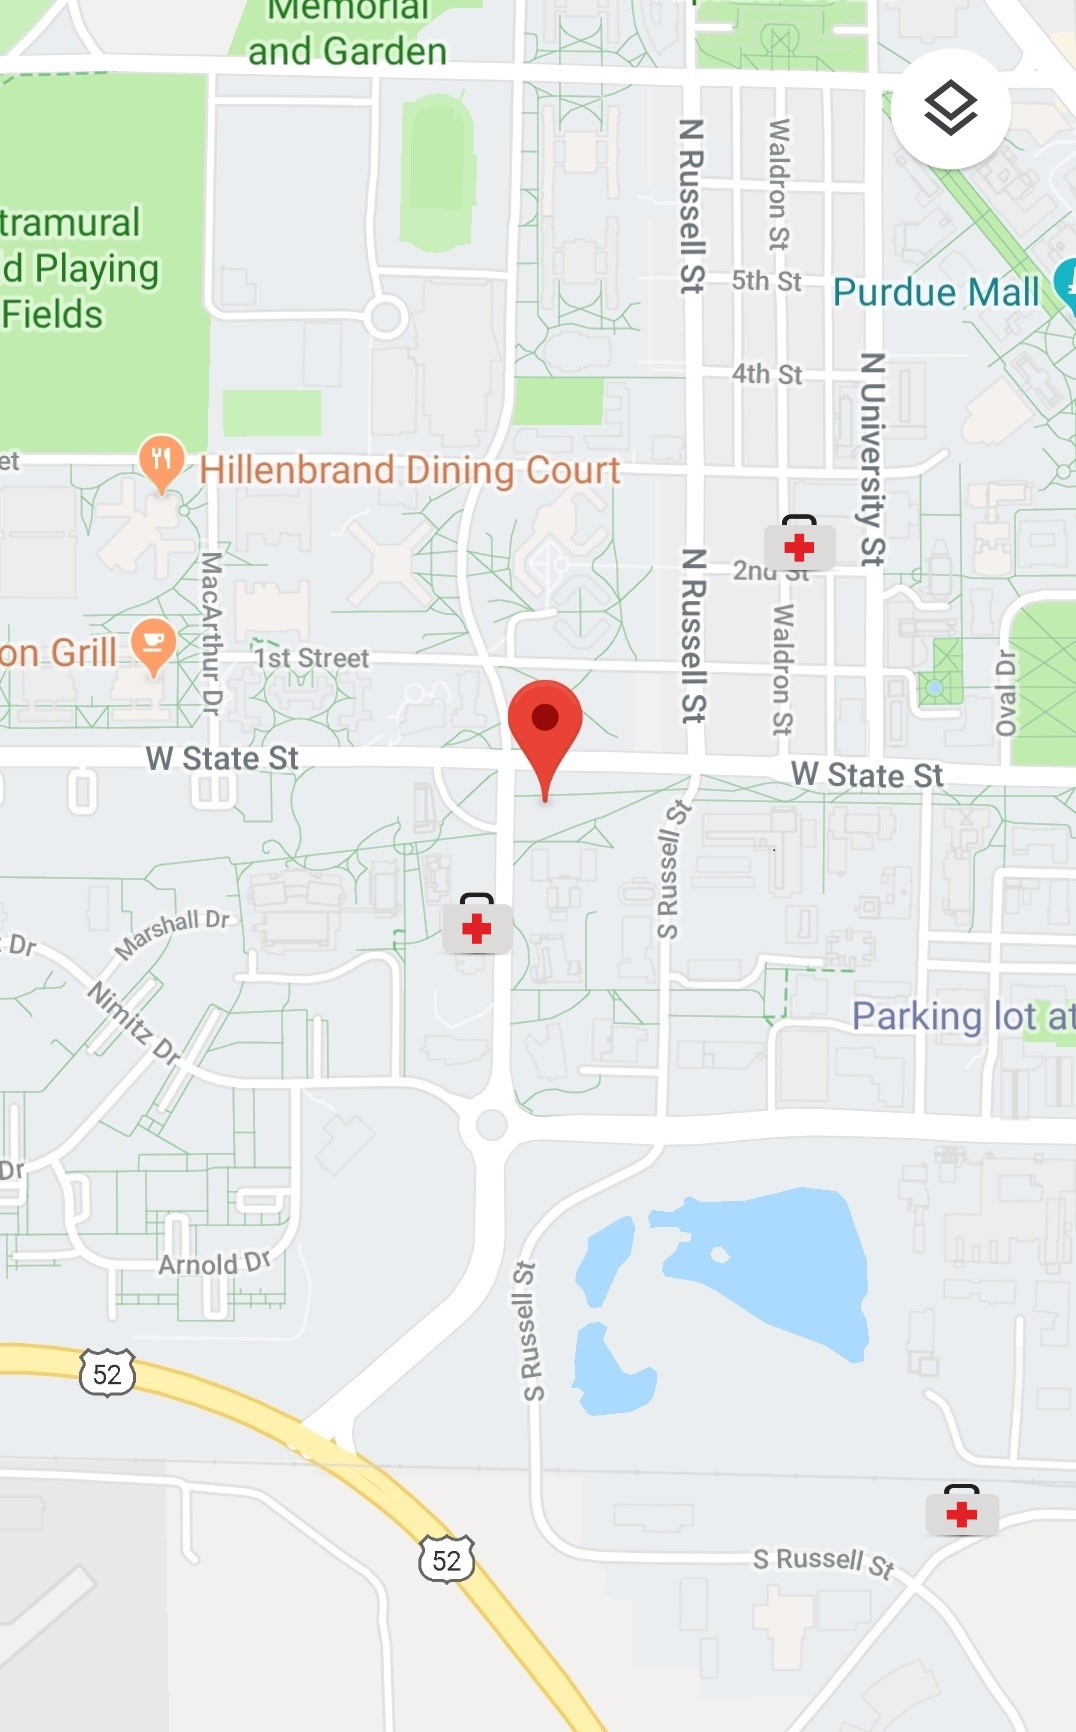 Memorial
and Garden
N Russell St
Waldron St
tramural
d Playing
Fields
5th St
Purdue Mall
4th St
N University St
et
Hillenbrand Dining Court
2nd St
MacArthur Dr
N Russell St
Waldron St
on Grill
1st Street
Oval Dr
W State St
W State St
S Russell St
Marshall Dr
t Dr
Nimitz Dr
Parking lot at
Dr
Arnold Dr
S Russell St
52
52
S Russell St